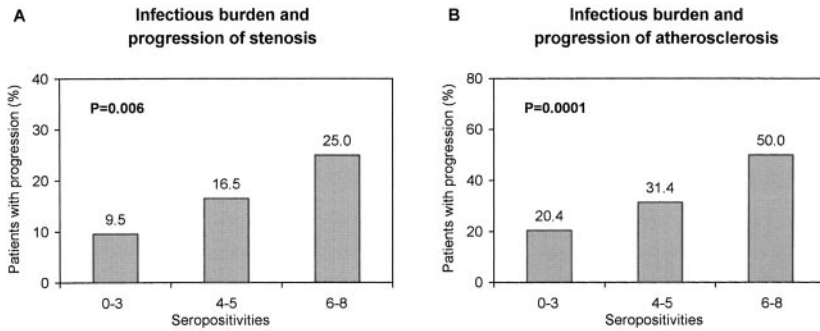 A
Infectious burden and
progression of stenosis
Patients with progression (%)
40
30
20
10
0
P=0.006
9.5
16.5
25.0
0-3
4-5
6-8
Seropositivities
B
Infectious burden and
progression of atherosclerosis
Patients with progression (%)
80
60
40
20
0
P=0.0001
20.4
31.4
50.0
0-3
4-5
6-8
Seropositivities